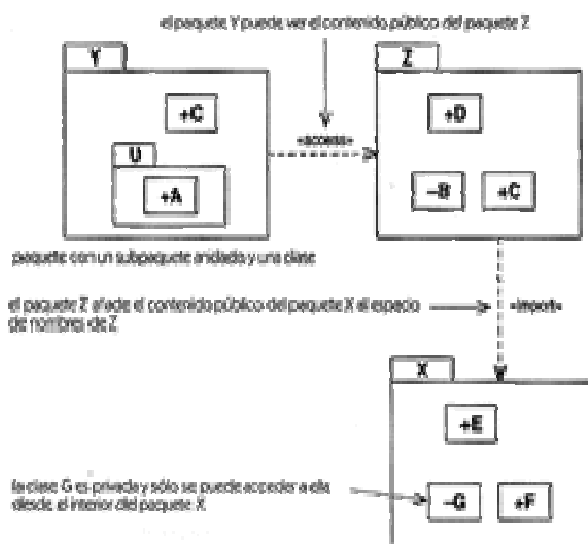 el paquete Y puede ver el contenido público del paquete Z
Y
Z
+C
+D
«access»
U
+A
-B
+C
paquete com un subpaquete anidado y una clase
el paquete Z añade el contenido público del paquete X al espacio
de nombres de Z
«import»
X
+E
la clase G es privada y sólo se puede acceder a ella
desde el interior del paquete X
-G
+F